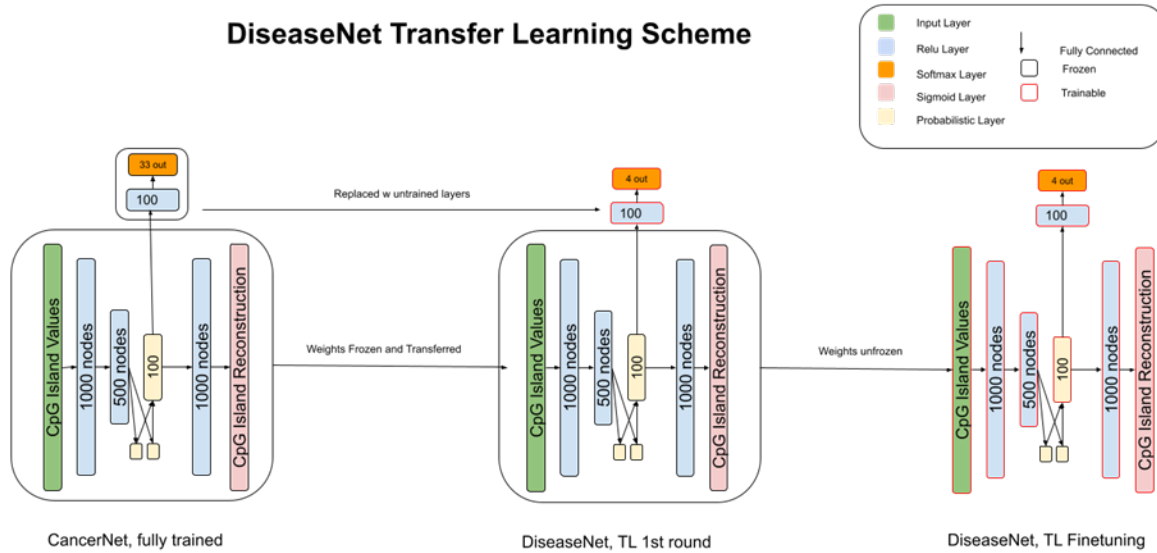 DiseaseNet Transfer Learning Scheme
Input Layer
Relu Layer
Softmax Layer
Sigmoid Layer
Probabilistic Layer
Fully Connected
Frozen
Trainable
33 out
100
CpG Island Values
1000 nodes
500 nodes
100
1000 nodes
CpG Island Reconstruction
CancerNet, fully trained
Replaced w untrained layers
Weights Frozen and Transferred
4 out
100
CpG Island Values
1000 nodes
500 nodes
100
1000 nodes
CpG Island Reconstruction
DiseaseNet, TL 1st round
Weights unfrozen
4 out
100
CpG Island Values
1000 nodes
500 nodes
100
1000 nodes
CpG Island Reconstruction
DiseaseNet, TL Finetuning